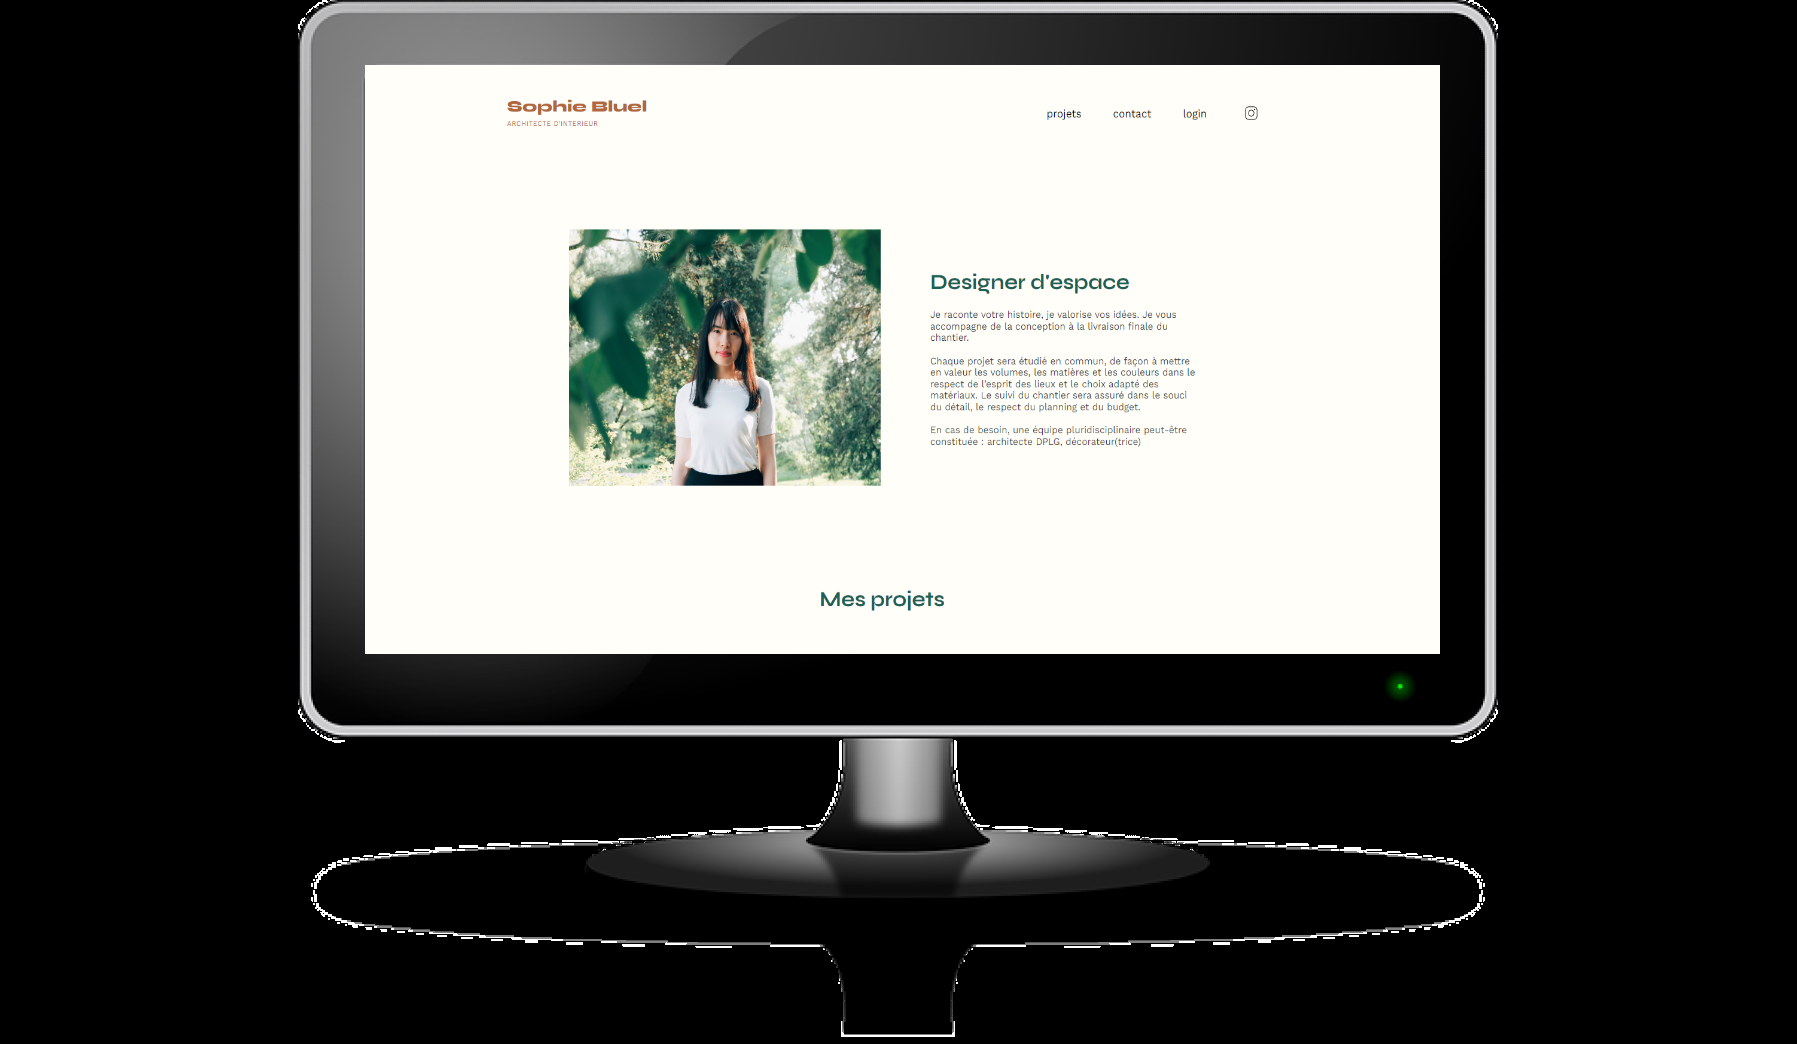 Sophie Bluel
ARCHITECTE D'INTERIEUR
projets
contact
login
Designer d'espace
Je raconte votre histoire, je valorise vos idées. Je vous
accompagne de la conception à la livraison finale du
chantier.
Chaque projet sera étudié en commun, de façon à mettre
en valeur les volumes, les matières et les couleurs dans le
respect de l'esprit des lieux et le choix adapté des
matériaux. Le suivi du chantier sera assuré dans le souci
du détail, le respect du planning et du budget.
En cas de besoin, une équipe pluridisciplinaire peut-être
constituée : architecte DPLG, décorateur(trice)
Mes projets